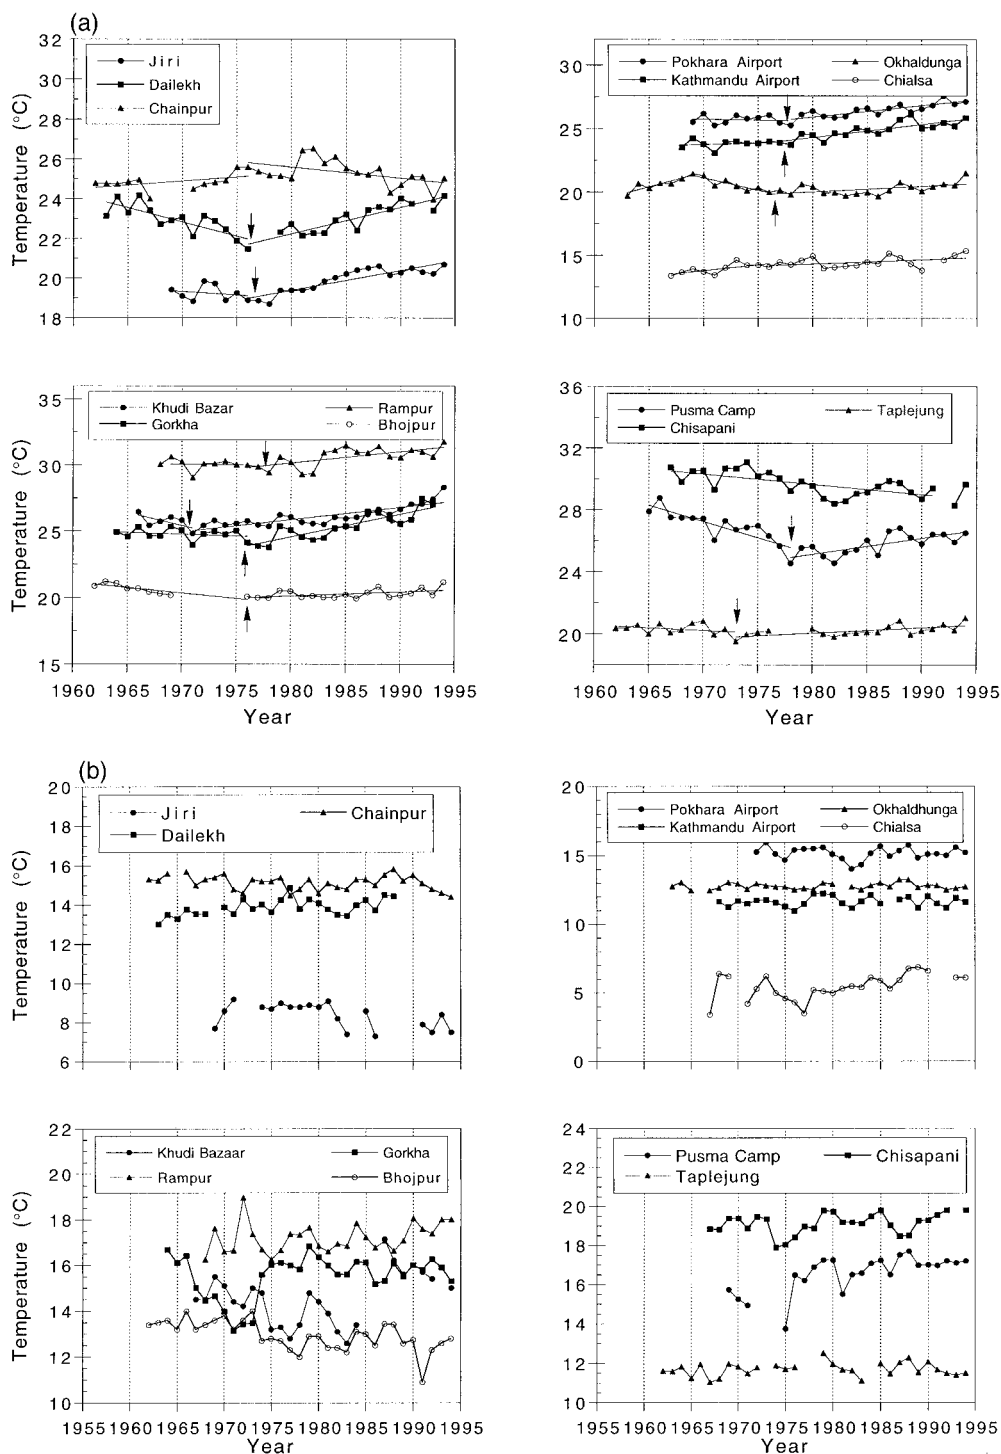 (a)
Temperature (°C)
32
30
28
26
24
22
20
18
Jiri
Dailekh
Chainpur
30
25
20
15
10
Pokhara Airport
Okhaldunga
Kathmandu Airport
Chialsa
Temperature (°C)
35
30
25
20
15
Khudi Bazar
Rampur
Gorkha
Bhojpur
1960 1965 1970 1975 1980 1985 1990 1995
Year
36
32
28
24
20
Pusma Camp
Taplejung
Chisapani
1960 1965 1970 1975 1980 1985 1990 1995
Year
(b)
Temperature (°C)
20
18
16
14
12
10
8
6
Jiri
Chainpur
Dailekh
20
15
10
5
0
Pokhara Airport
Okhaldhunga
Kathmandu Airport
Chialsa
Temperature (°C)
22
20
18
16
14
12
10
Khudi Bazaar
Gorkha
Rampur
Bhojpur
1955 1960 1965 1970 1975 1980 1985 1990 1995
Year
24
22
20
18
16
14
12
10
Pusma Camp
Chisapani
Taplejung
1955 1960 1965 1970 1975 1980 1985 1990 1995
Year